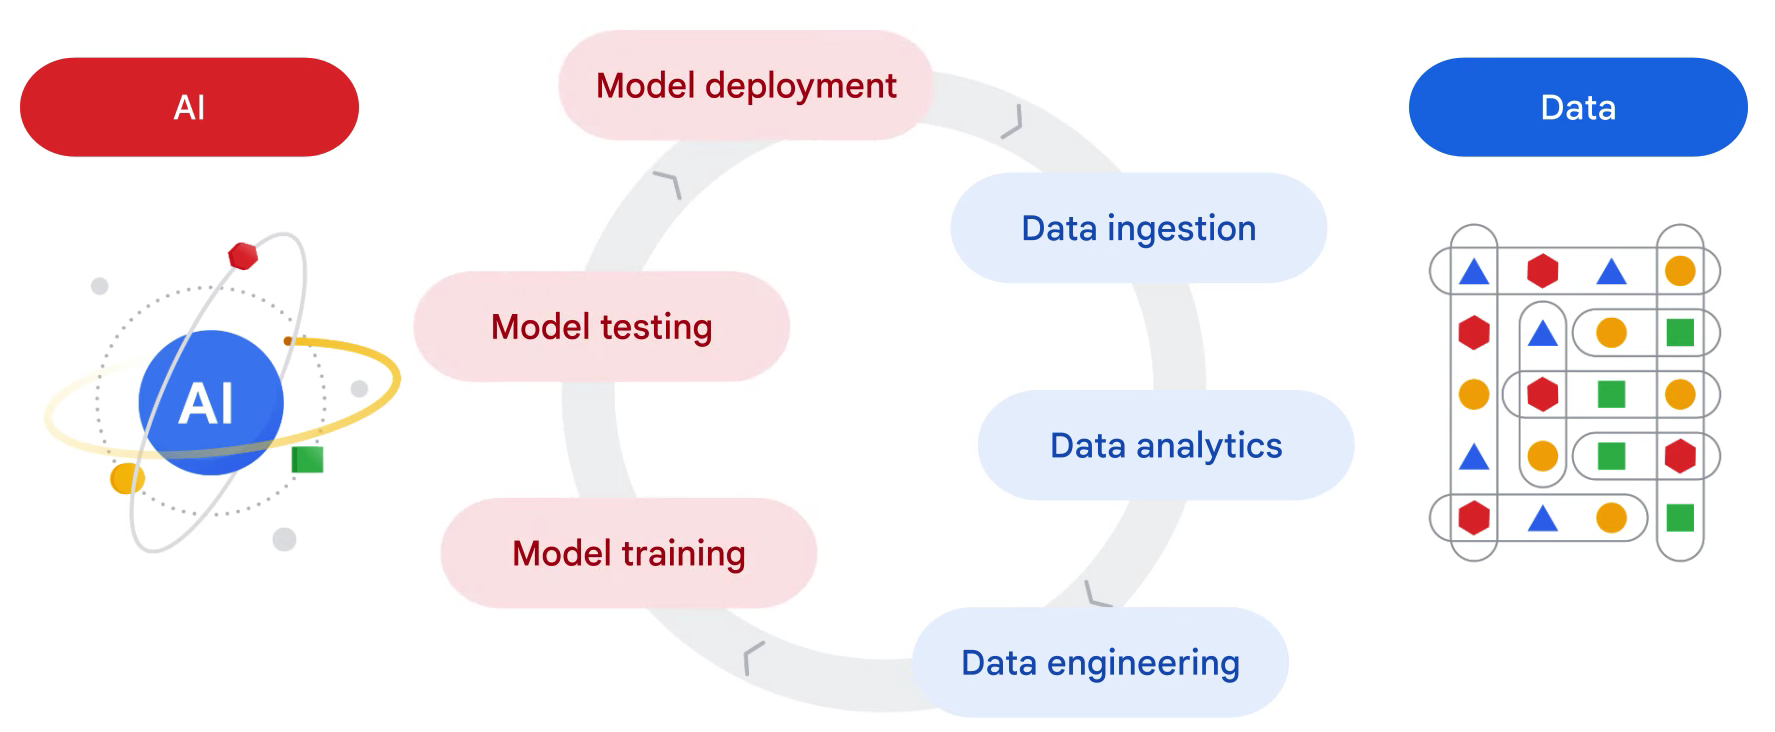 AI
Model deployment
Data
Data ingestion
Model testing
AI
Data analytics
Model training
Data engineering